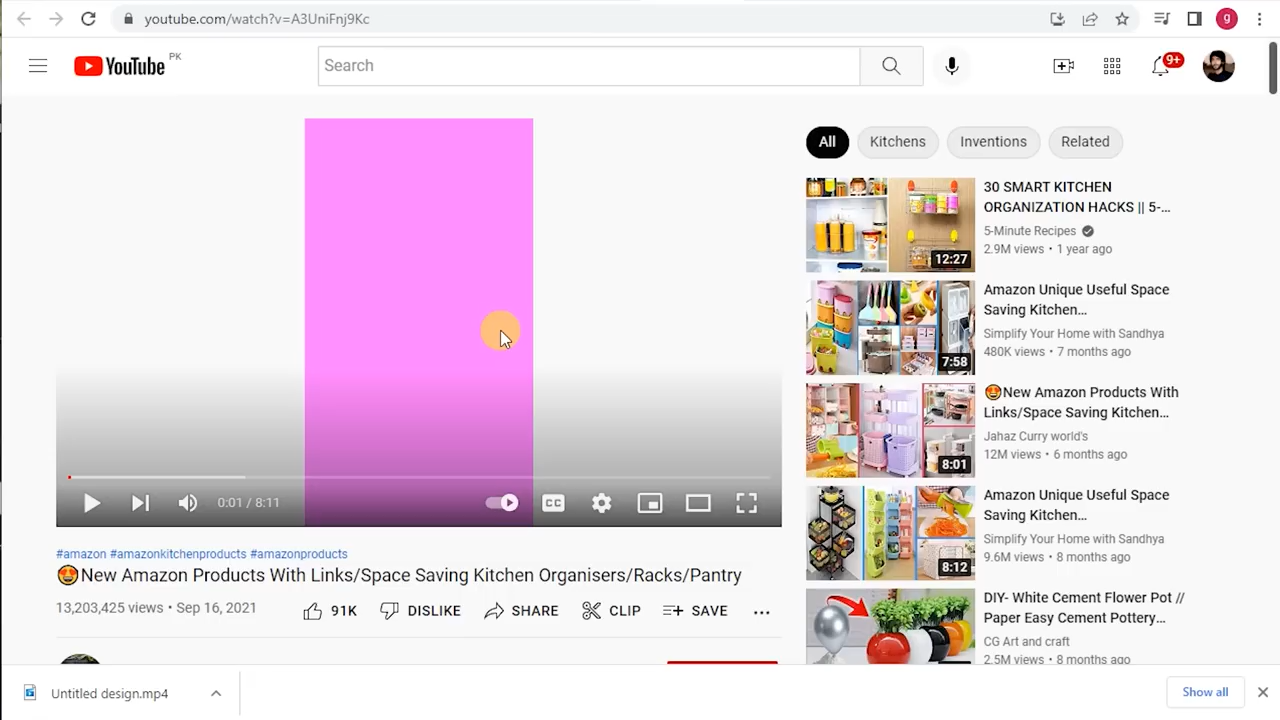 youtube.com/watch?v=A3UniFnj9Kc
g
YouTube PK
Search
9+
All
Kitchens
Inventions
Related
30 SMART KITCHEN
ORGANIZATION HACKS || 5-...
5-Minute Recipes
2.9M views • 1 year ago
12:27
Amazon Unique Useful Space
Saving Kitchen...
Simplify Your Home with Sandhya
480K views • 7 months ago
7:58
🤩New Amazon Products With
Links/Space Saving Kitchen...
Jahaz Curry world's
12M views • 6 months ago
8:01
Amazon Unique Useful Space
Saving Kitchen...
Simplify Your Home with Sandhya
9.6M views • 8 months ago
8:12
DIY- White Cement Flower Pot //
Paper Easy Cement Pottery...
CG Art and craft
2.5M views • 8 months ago
0:01 / 8:11
CC
#amazon #amazonkitchenproducts #amazonproducts
🤩New Amazon Products With Links/Space Saving Kitchen Organisers/Racks/Pantry
13,203,425 views • Sep 16, 2021
91K
DISLIKE
SHARE
CLIP
SAVE
...
Untitled design.mp4
Show all